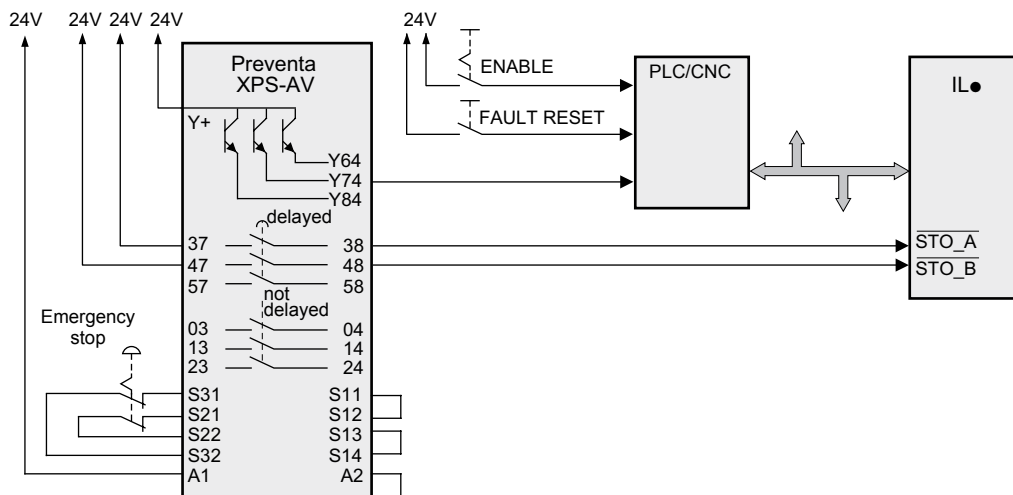 24V
24V
24V
24V
24V
Preventa
XPS-AV
ENABLE
PLC/CNC
IL●
FAULT RESET
Y+
Y64
Y74
Y84
delayed
37
38
STO_A
47
48
STO_B
57
58
not
delayed
Emergency
stop
03
04
13
14
23
24
S31
S11
S21
S12
S22
S13
S32
S14
A1
A2